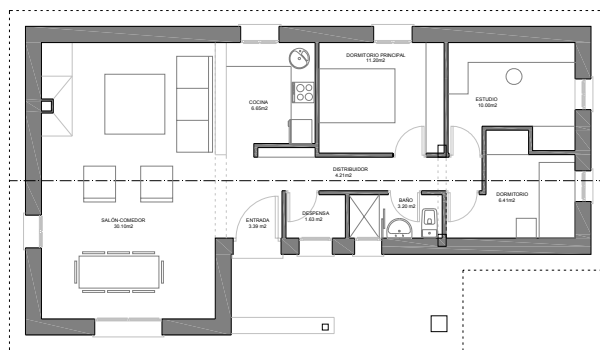 DORMITORIO PRINCIPAL
11.20m2
COCINA
6.65m2
ESTUDIO
10.00m2
DISTRIBUIDOR
4.21m2
DORMITORIO
6.41m2
BAÑO
3.20 m2
SALÓN-COMEDOR
30.10m2
ENTRADA
3.39 m2
DESPENSA
1.63 m2